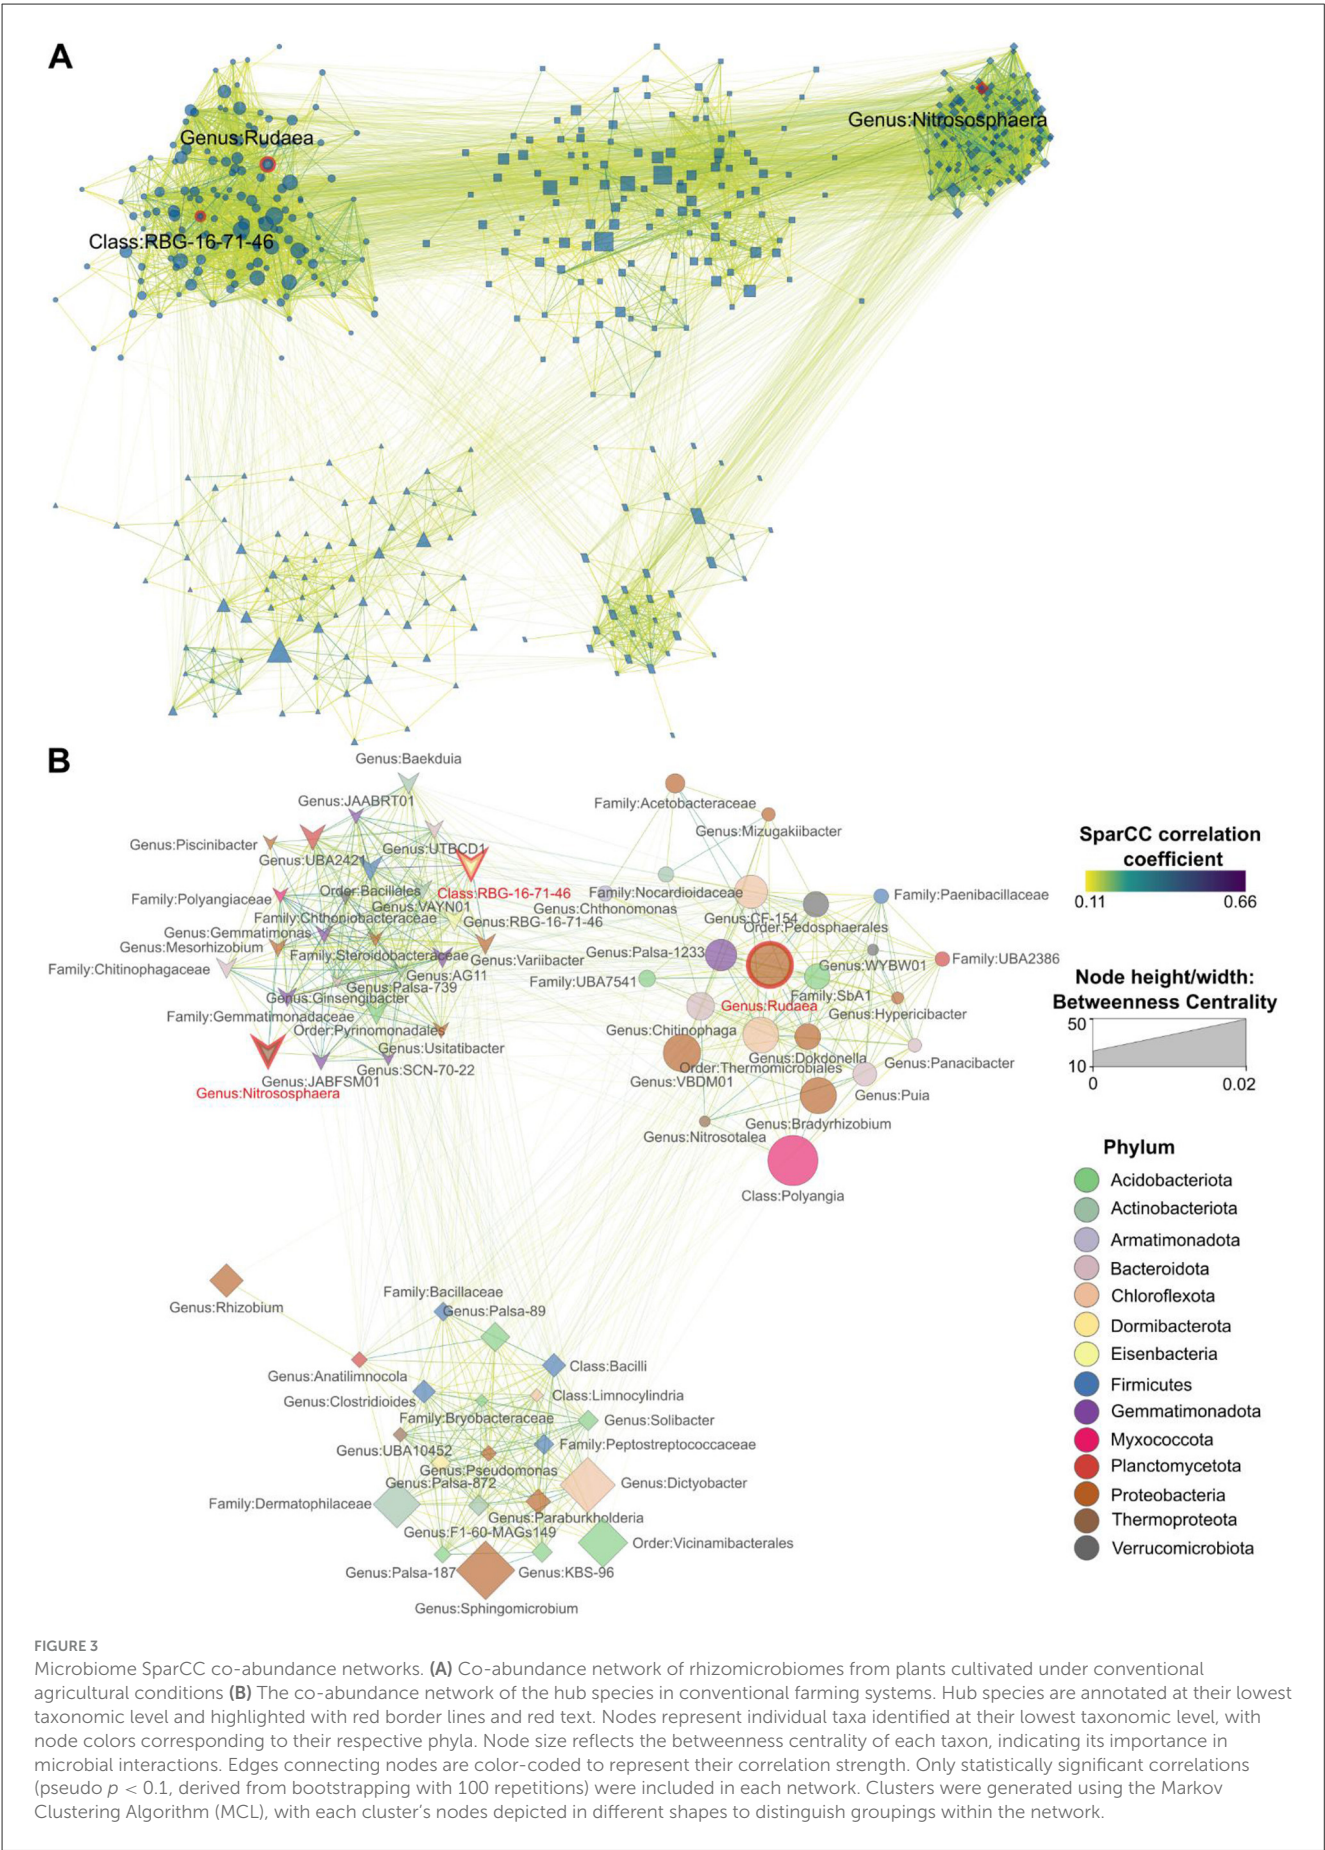 A
Genus:Rudaea
Genus:Nitrososphaera
Class:RBG-16-71-46
B
Genus:Baekduia
Genus:JAABRT01
Genus:Piscinibacter
Genus:UTBCD1
Genus:UBA2421
Order:Bacillales
Class:RBG-16-71-46
Family:Polyangiaceae
Genus:VAYN01
Family:Chthoniobacteraceae
Genus:RBG-16-71-46
Genus:Gemmatimonas
Genus:Mesorhizobium
Family:Steroidobacteraceae
Genus:Variibacter
Family:Chitinophagaceae
Genus:AG11
Genus:Palsa-739
Genus:Ginsengibacter
Family:Gemmatimonadaceae
Order:Pyrinomonadales
Genus:Usitatibacter
Genus:SCN-70-22
Genus:JABFSM01
Genus:Nitrososphaera
Family:Acetobacteraceae
Genus:Mizugakiibacter
Family:Nocardioidaceae
Family:Paenibacillaceae
Genus:Chthonomonas
Genus:CF-154
Order:Pedosphaerales
Genus:Palsa-1233
Genus:WYBW01
Family:UBA2386
Family:UBA7541
Family:SbA1
Genus:Rudaea
Genus:Hypericibacter
Genus:Chitinophaga
Genus:Dokdonella
Genus:Panacibacter
Order:Thermomicrobiales
Genus:VBDM01
Genus:Puia
Genus:Bradyrhizobium
Genus:Nitrosotalea
Class:Polyangia
Genus:Rhizobium
Family:Bacillaceae
Genus:Palsa-89
Class:Bacilli
Genus:Anatilimnocola
Class:Limnocylindria
Genus:Clostridioides
Family:Bryobacteraceae
Genus:Solibacter
Genus:UBA10452
Family:Peptostreptococcaceae
Genus:Pseudomonas
Genus:Palsa-872
Genus:Dictyobacter
Family:Dermatophilaceae
Genus:Paraburkholderia
Genus:F1-60-MAGs149
Order:Vicinamibacterales
Genus:Palsa-187
Genus:KBS-96
Genus:Sphingomicrobium
SparCC correlation
coefficient
0.11 0.66
Node height/width:
Betweenness Centrality
50
10
0 0.02
Phylum
Acidobacteriota
Actinobacteriota
Armatimonadota
Bacteroidota
Chloroflexota
Dormibacterota
Eisenbacteria
Firmicutes
Gemmatimonadota
Myxococcota
Planctomycetota
Proteobacteria
Thermoproteota
Verrucomicrobiota
FIGURE 3
Microbiome SparCC co-abundance networks. (A) Co-abundance network of rhizomicrobiomes from plants cultivated under conventional
agricultural conditions (B) The co-abundance network of the hub species in conventional farming systems. Hub species are annotated at their lowest
taxonomic level and highlighted with red border lines and red text. Nodes represent individual taxa identified at their lowest taxonomic level, with
node colors corresponding to their respective phyla. Node size reflects the betweenness centrality of each taxon, indicating its importance in
microbial interactions. Edges connecting nodes are color-coded to represent their correlation strength. Only statistically significant correlations
(pseudo p < 0.1, derived from bootstrapping with 100 repetitions) were included in each network. Clusters were generated using the Markov
Clustering Algorithm (MCL), with each cluster's nodes depicted in different shapes to distinguish groupings within the network.